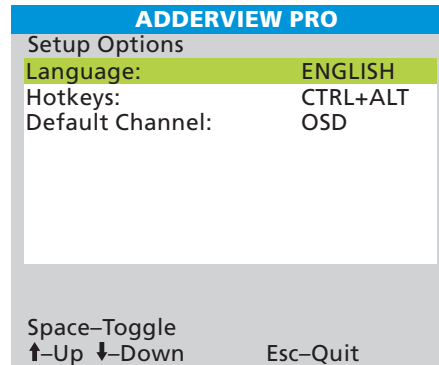 ADDERVIEW PRO
Setup Options
Language: ENGLISH
Hotkeys: CTRL+ALT
Default Channel: OSD
Space–Toggle
↑–Up ↓–Down Esc–Quit